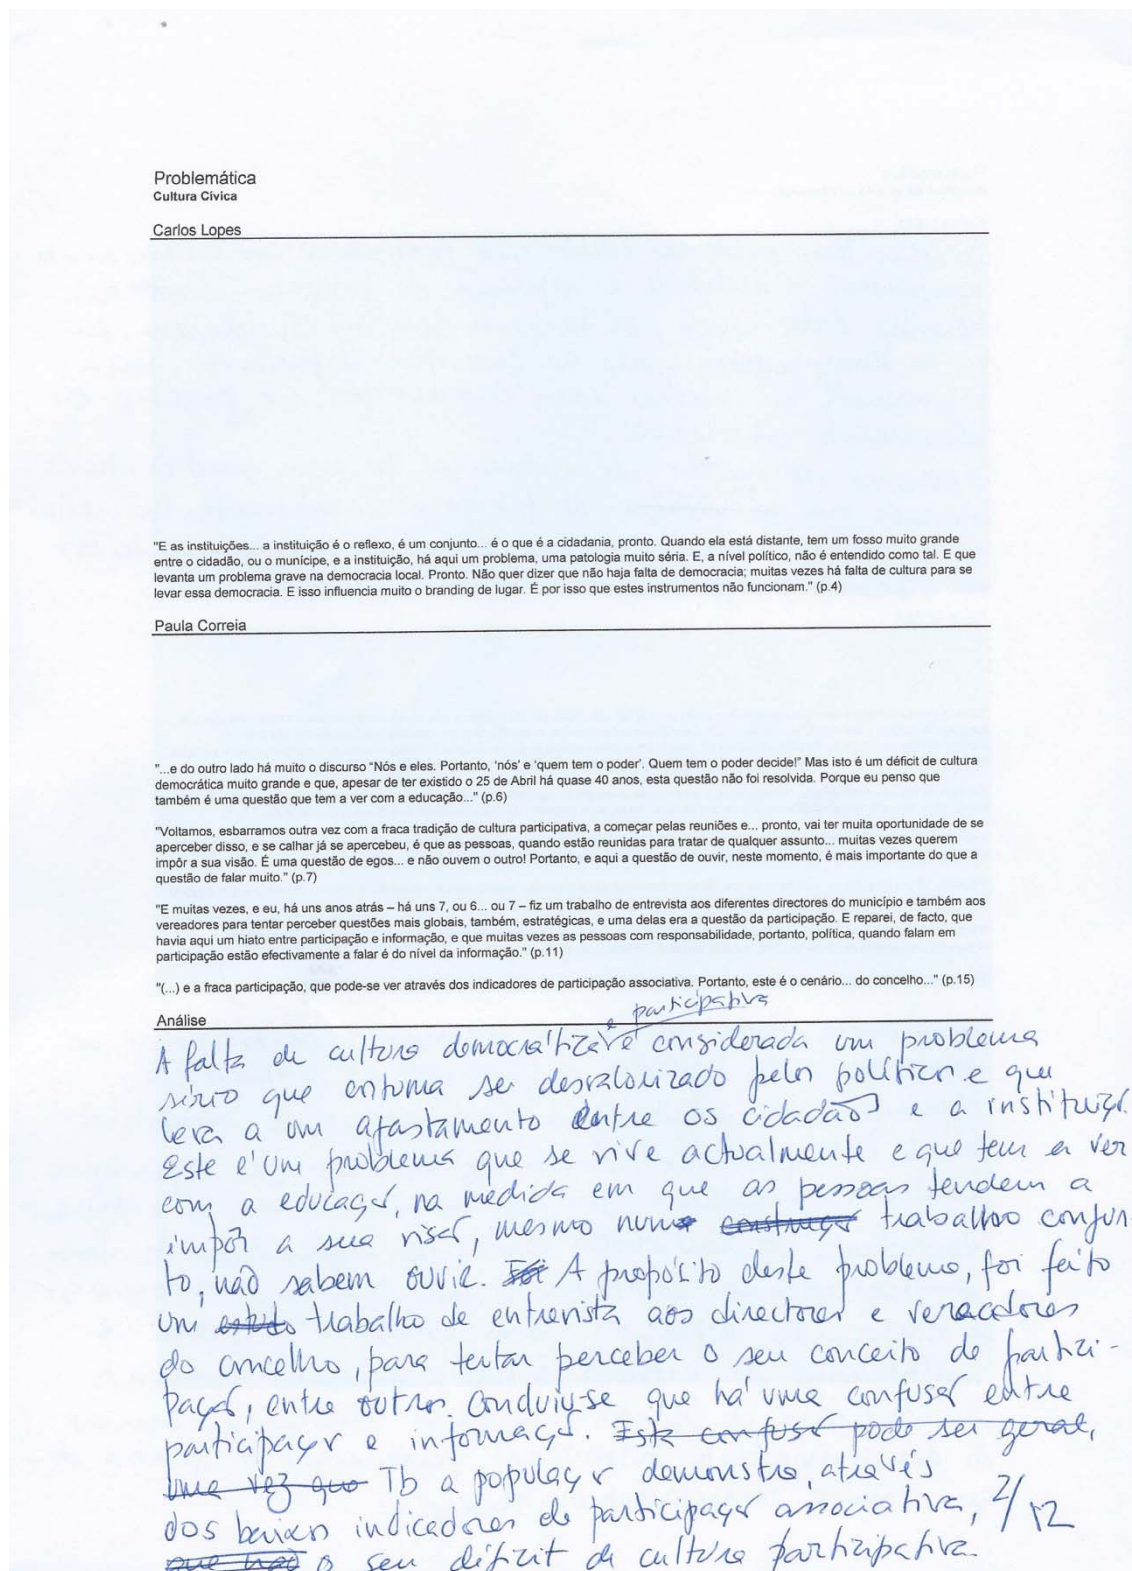 Problemática
Cultura Cívica
Carlos Lopes
"E as instituições... a instituição é o reflexo, é um conjunto... é o que é a cidadania, pronto. Quando ela está distante, tem um fosso muito grande
entre o cidadão, ou o munícipe, e a instituição, há aqui um problema, uma patologia muito séria. E, a nível político, não é entendido como tal. E que
levanta um problema grave na democracia local. Pronto. Não quer dizer que não haja falta de democracia; muitas vezes há falta de cultura para se
levar essa democracia. E isso influencia muito o branding de lugar. É por isso que estes instrumentos não funcionam." (p.4)
Paula Correia
"...e do outro lado há muito o discurso “Nós e eles. Portanto, ‘nós’ e ‘quem tem o poder’. Quem tem o poder decide!” Mas isto é um déficit de cultura
democrática muito grande e que, apesar de ter existido o 25 de Abril há quase 40 anos, esta questão não foi resolvida. Porque eu penso que
também é uma questão que tem a ver com a educação..." (p.6)
"Voltamos, esbarramos outra vez com a fraca tradição de cultura participativa, a começar pelas reuniões e... pronto, vai ter muita oportunidade de se
aperceber disso, e se calhar já se apercebeu, é que as pessoas, quando estão reunidas para tratar de qualquer assunto... muitas vezes querem
impôr a sua visão. É uma questão de egos... e não ouvem o outro! Portanto, e aqui a questão de ouvir, neste momento, é mais importante do que a
questão de falar muito." (p.7)
"E muitas vezes, e eu, há uns anos atrás – há uns 7, ou 6... ou 7 – fiz um trabalho de entrevista aos diferentes directores do município e também aos
vereadores para tentar perceber questões mais globais, também, estratégicas, e uma delas era a questão da participação. E reparei, de facto, que
havia aqui um hiato entre participação e informação, e que muitas vezes as pessoas com responsabilidade, portanto, política, quando falam em
participação estão efectivamente a falar é do nível da informação." (p.11)
"(...) e a fraca participação, que pode-se ver através dos indicadores de participação associativa. Portanto, este é o cenário... do concelho..." (p.15)
Análise
e participativa
A falta de cultura democrática é considerada um problema
sério que costuma ser desvalorizado pelos políticos e que
leva a um afastamento entre os cidadãos e a instituição.
Este é um problema que se vive actualmente e que tem a ver
com a educação, na medida em que as pessoas tendem a
impôr a sua visão, mesmo num construção trabalho conjun-
to, não sabem ouvir. A propósito deste problema, foi feito
um estudo trabalho de entrevista aos directores e vereadores
do concelho, para tentar perceber o seu conceito de partici-
pação, entre outros. Concluiu-se que há uma confusão entre
participação e informação. Esta confusão pode ser geral,
uma vez que Tb a população demonstra, através
dos baixos indicadores de participação associativa,
que não o seu déficit de cultura participativa.
2/12